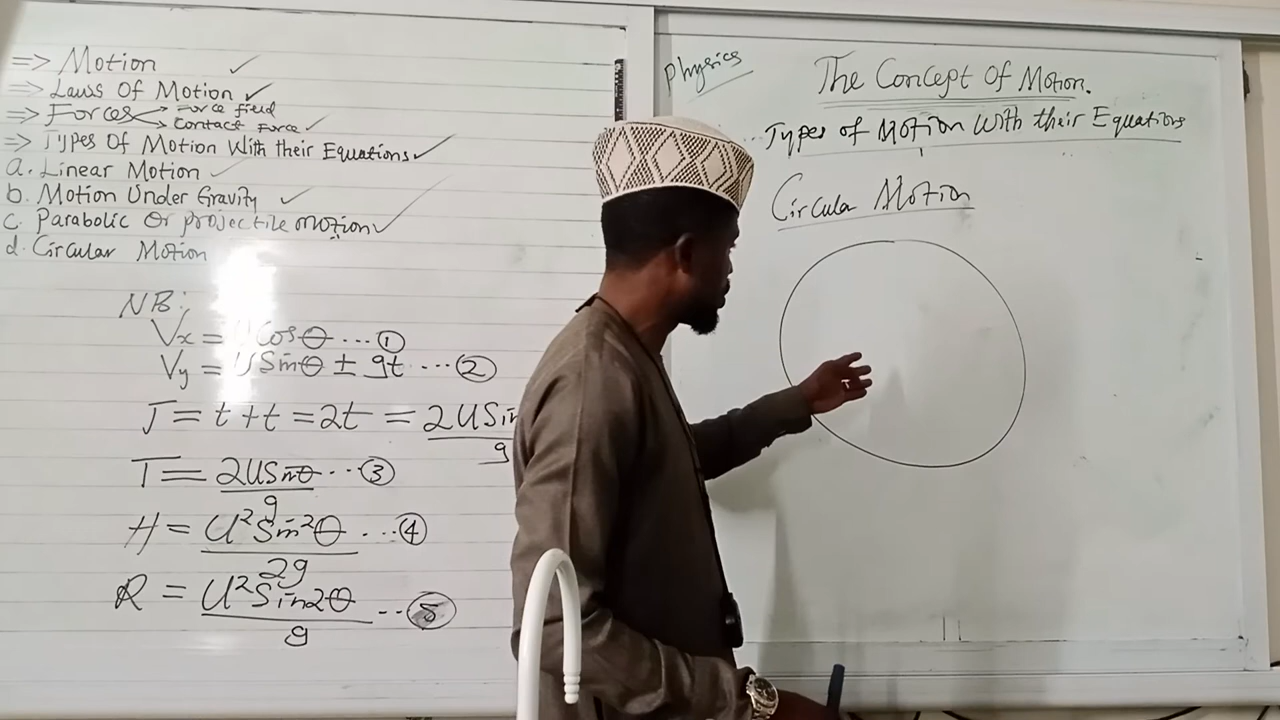 => Motion ✓
=> Laws Of Motion ✓
=> Forces → Force field
→ Contact Force ✓
=> Types Of Motion With their Equations ✓
a. Linear Motion ✓
b. Motion Under Gravity ✓
c. Parabolic Or projectile motion ✓
d. Circular Motion
NB:
Vx = UCosθ ... ①
Vy = USinθ ± gt ... ②
T = t + t = 2t = 2USin / g
T = 2USinθ / g ... ③
H = U²Sin²θ / 2g ... ④
R = U²Sin2θ / g ... ⑤
Physics
The Concept Of Motion.
Types of Motion With their Equations
Circular Motion